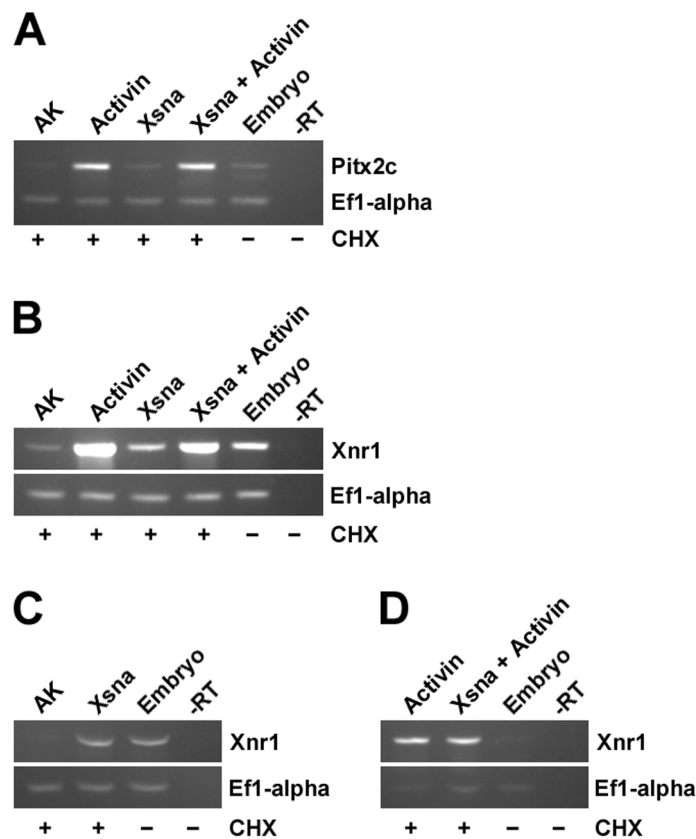 A
AK Activin Xsna Xsna + Activin Embryo -RT
Pitx2c
Ef1-alpha
+ + + + – – CHX
B
AK Activin Xsna Xsna + Activin Embryo -RT
Xnr1
Ef1-alpha
+ + + + – – CHX
C
AK Xsna Embryo -RT
Xnr1
Ef1-alpha
+ + – – CHX
D
Activin Xsna + Activin Embryo -RT
Xnr1
Ef1-alpha
+ + – – CHX